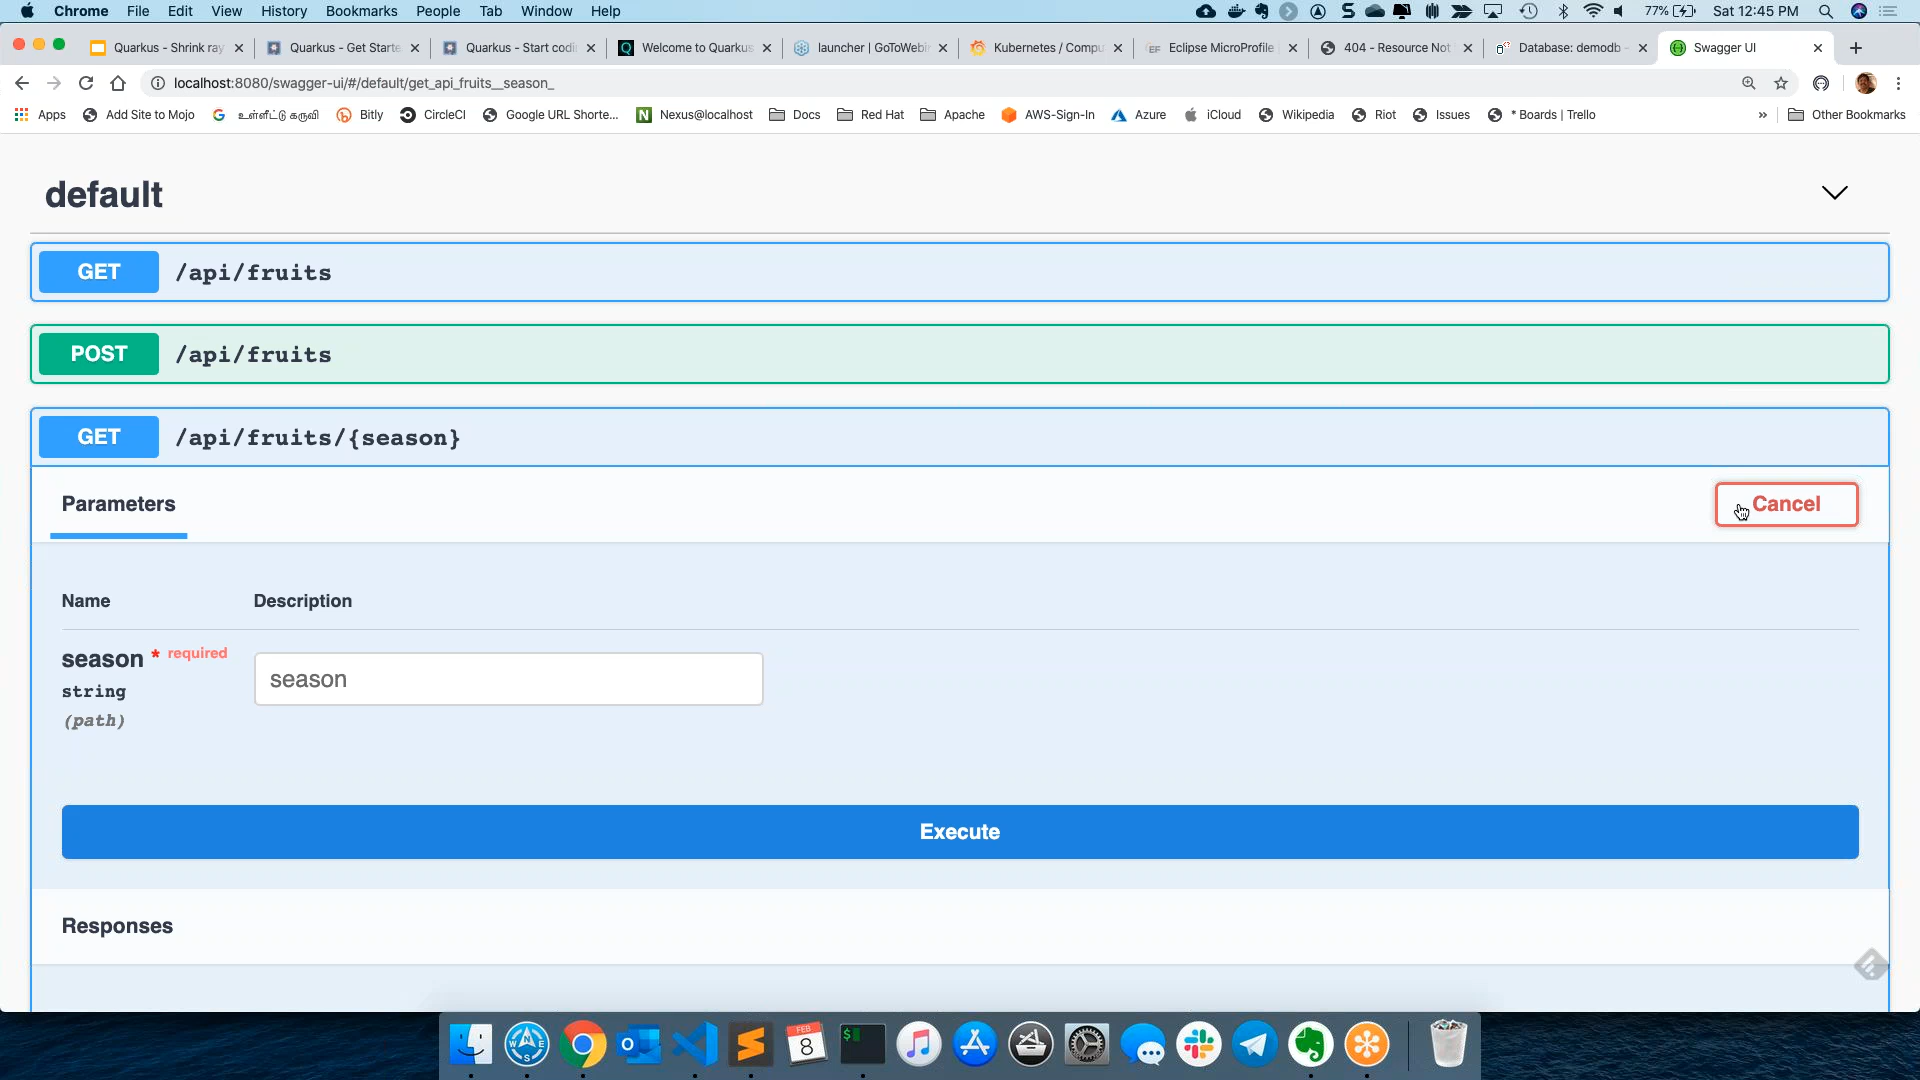 Chrome File Edit View History Bookmarks People Tab Window Help 77% Sat 12:45 PM
Quarkus - Shrink ray Quarkus - Get Starte Quarkus - Start codi Welcome to Quarkus launcher | GoToWebin Kubernetes / Compu Eclipse MicroProfile 404 - Resource Not Database: demodb - Swagger UI
localhost:8080/swagger-ui/#/default/get_api_fruits__season_
Apps Add Site to Mojo உள்ளீட்டு கருவி Bitly CircleCI Google URL Shorte... Nexus@localhost Docs Red Hat Apache AWS-Sign-In Azure iCloud Wikipedia Riot Issues * Boards | Trello » Other Bookmarks
default
GET /api/fruits
POST /api/fruits
GET /api/fruits/{season}
Parameters Cancel
Name Description
season * required
string
(path)
season
Execute
Responses
FEB
8